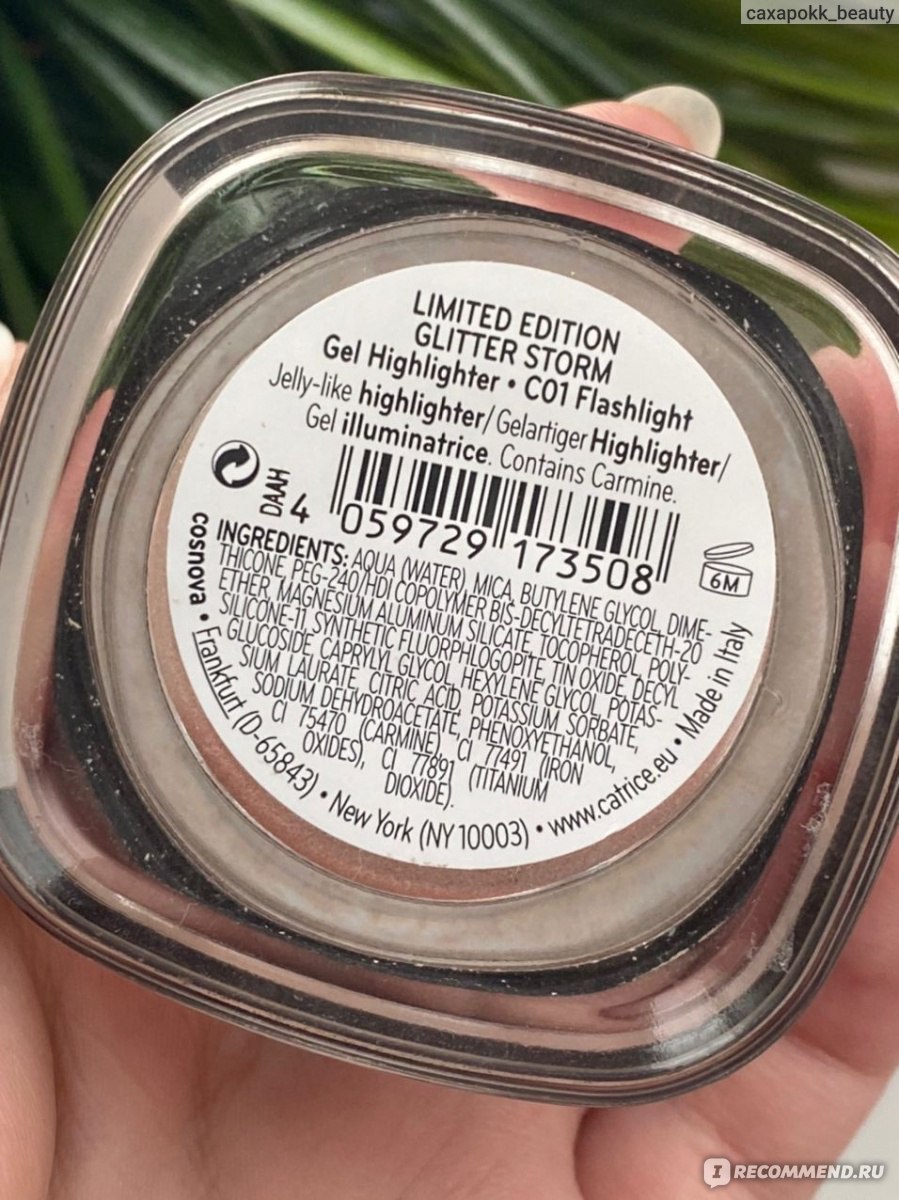 caxapokk_beauty
LIMITED EDITION
GLITTER STORM
Gel Highlighter • C01 Flashlight
Jelly-like highlighter/ Gelartiger Highlighter/
Gel illuminatrice. Contains Carmine.
DAAH
4 059729 173508
6M
INGREDIENTS: AQUA (WATER), MICA, BUTYLENE GLYCOL, DIME-
THICONE, PEG-240/HDI COPOLYMER BIS-DECYLTETRADECETH-20
ETHER, MAGNESIUM ALUMINUM SILICATE, TOCOPHEROL, POLY-
SILICONE-11, SYNTHETIC FLUORPHLOGOPITE, TIN OXIDE, DECYL
GLUCOSIDE, CAPRYLYL GLYCOL, HEXYLENE GLYCOL, POTAS-
SIUM LAURATE, CITRIC ACID, POTASSIUM SORBATE,
SODIUM DEHYDROACETATE, PHENOXYETHANOL,
CI 75470 (CARMINE), CI 77491 (IRON
OXIDES), CI 77891 (TITANIUM
DIOXIDE).
cosnova • Frankfurt (D-65843) • New York (NY 10003) • www.catrice.eu • Made in Italy
IRECOMMEND.RU